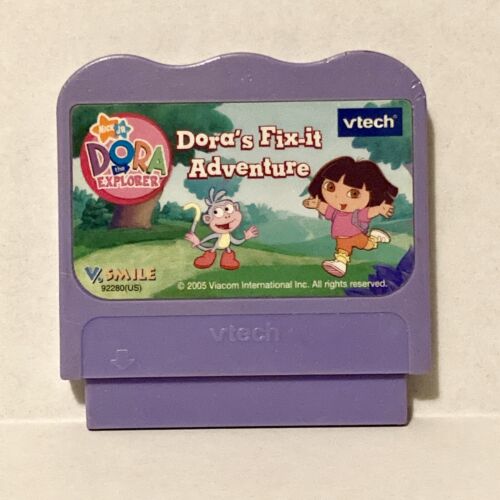 NICK JR
DORA
the
EXPLORER
Dora's Fix-it
Adventure
vtech
V.SMILE
92280(US)
© 2005 Viacom International Inc. All rights reserved.
vtech